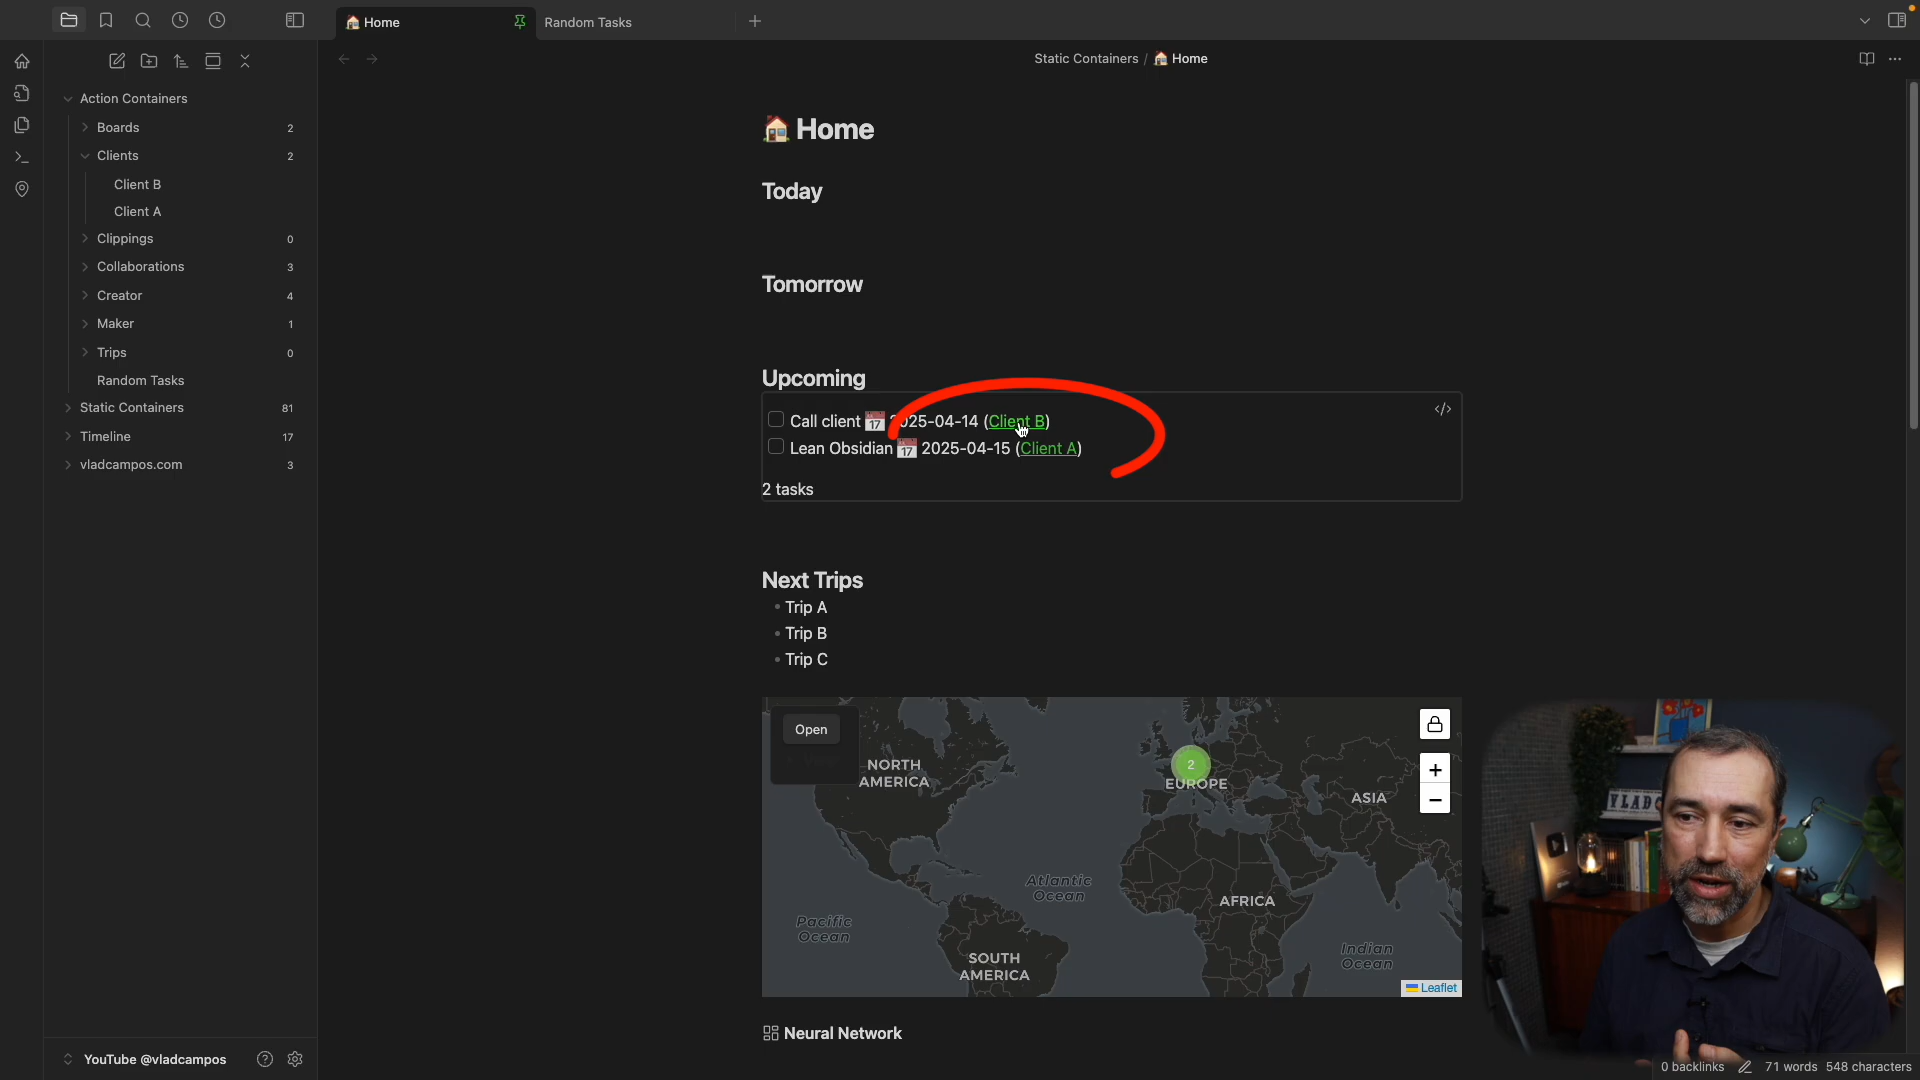 🏠 Home
Random Tasks
Static Containers / 🏠 Home
Action Containers
Boards 2
Clients 2
Client B
Client A
Clippings 0
Collaborations 3
Creator 4
Maker 1
Trips 0
Random Tasks
Static Containers 81
Timeline 17
vladcampos.com 3
YouTube @vladcampos
🏠 Home
Today
Tomorrow
Upcoming
Call client 📅 2025-04-14 (Client B)
Lean Obsidian 📅 2025-04-15 (Client A)
2 tasks
Next Trips
Trip A
Trip B
Trip C
Open
NORTH
AMERICA
2
EUROPE
ASIA
Atlantic
Ocean
AFRICA
Pacific
Ocean
SOUTH
AMERICA
Indian
Ocean
+
−
Leaflet
Neural Network
0 backlinks 71 words 548 characters